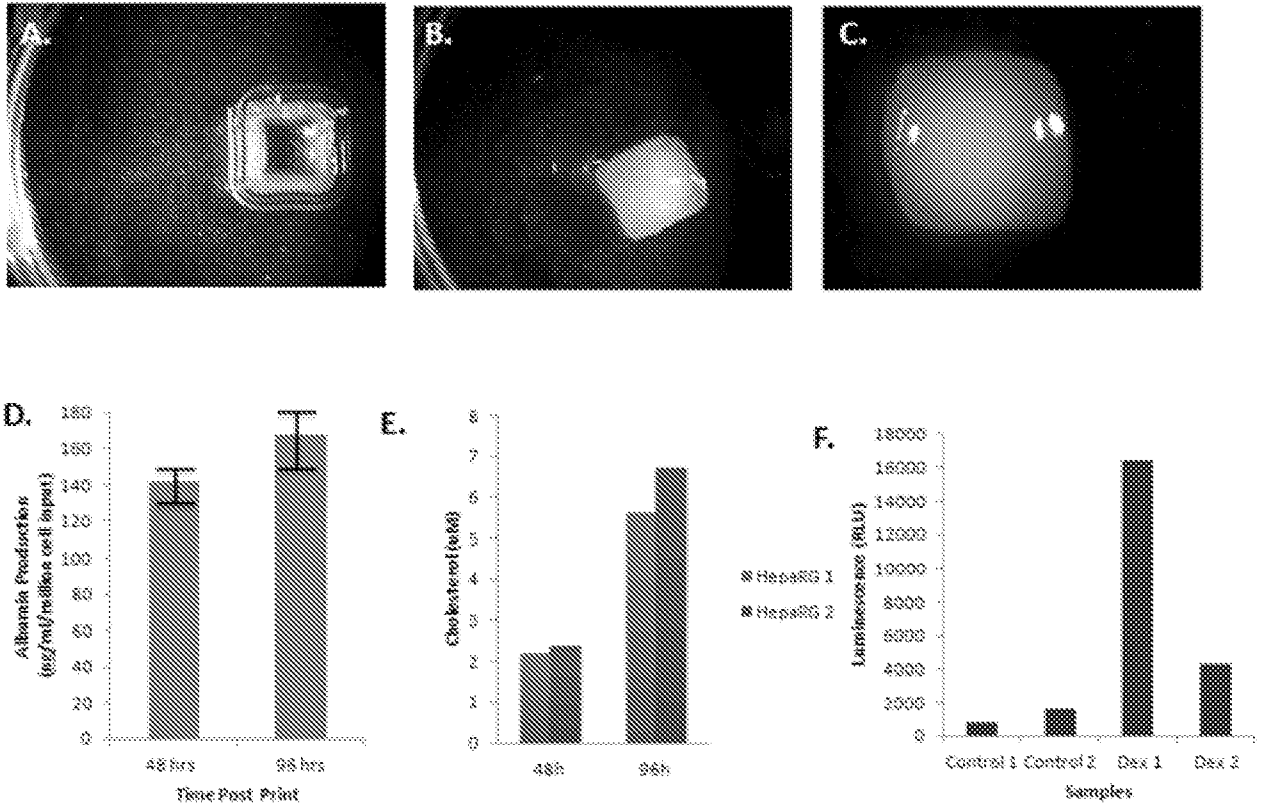 A.
B.
C.
D.
180
160
140
120
100
80
60
40
20
0
Albumin Production
(ng/ml/million cell input)
48 hrs
96 hrs
Time Post Print
E.
8
7
6
5
4
3
2
1
0
Cholesterol (uM)
48h
96h
HepaRG 1
HepaRG 2
F.
18000
16000
14000
12000
10000
8000
6000
4000
2000
0
Luminescence (RLU)
Control 1 Control 2 Dex 1 Dex 2
Samples